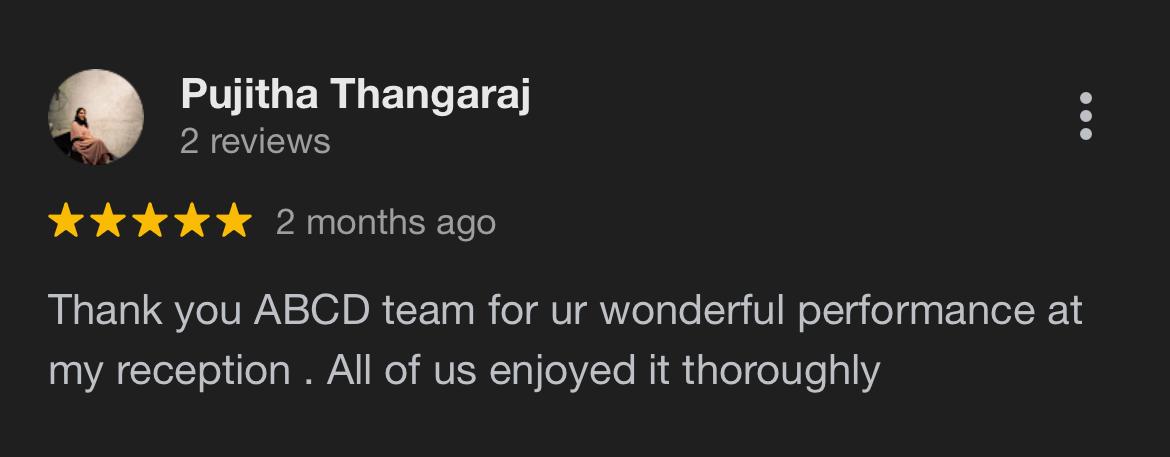 Pujitha Thangaraj
2 reviews
2 months ago
Thank you ABCD team for ur wonderful performance at
my reception . All of us enjoyed it thoroughly